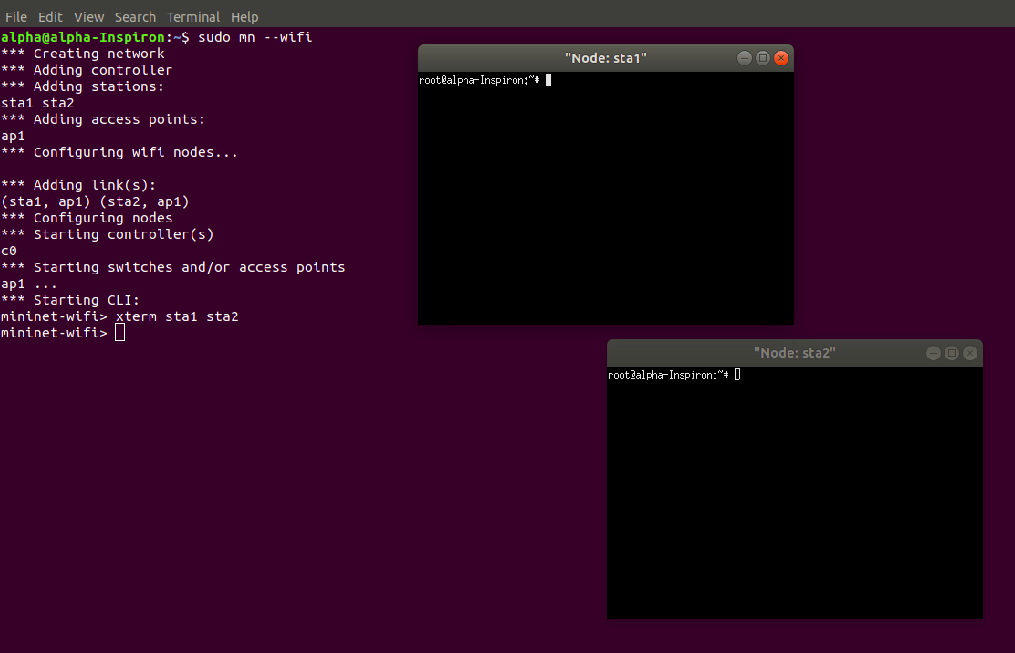 File Edit View Search Terminal Help
alpha@alpha-Inspiron:~$ sudo mn --wifi
*** Creating network
*** Adding controller
*** Adding stations:
sta1 sta2
*** Adding access points:
ap1
*** Configuring wifi nodes...
*** Adding link(s):
(sta1, ap1) (sta2, ap1)
*** Configuring nodes
*** Starting controller(s)
c0
*** Starting switches and/or access points
ap1 ...
*** Starting CLI:
mininet-wifi> xterm sta1 sta2
mininet-wifi>
"Node: sta1"
root@alpha-Inspiron:~#
"Node: sta2"
root@alpha-Inspiron:~#